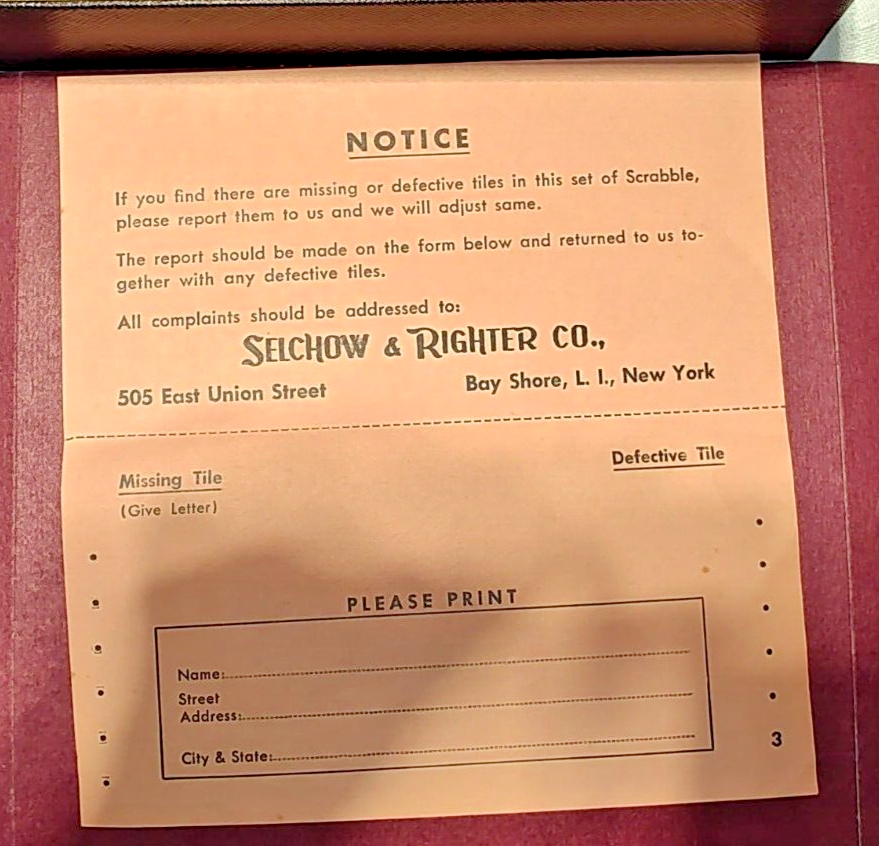 NOTICE
If you find there are missing or defective tiles in this set of Scrabble,
please report them to us and we will adjust same.
The report should be made on the form below and returned to us to-
gether with any defective tiles.
All complaints should be addressed to:
SELCHOW & RIGHTER CO.,
505 East Union Street Bay Shore, L. I., New York
Missing Tile Defective Tile
(Give Letter)
PLEASE PRINT
Name:
Street
Address:
City & State:
3